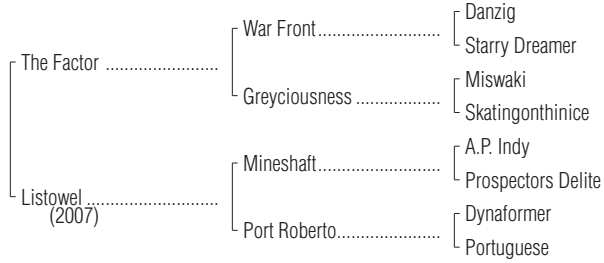 Danzig
War Front...........................
Starry Dreamer
The Factor .........................
Miswaki
Greyciousness ...................
Skatingonthinice
A.P. Indy
Mineshaft...........................
Prospectors Delite
Listowel .............................
(2007)
Dynaformer
Port Roberto.......................
Portuguese